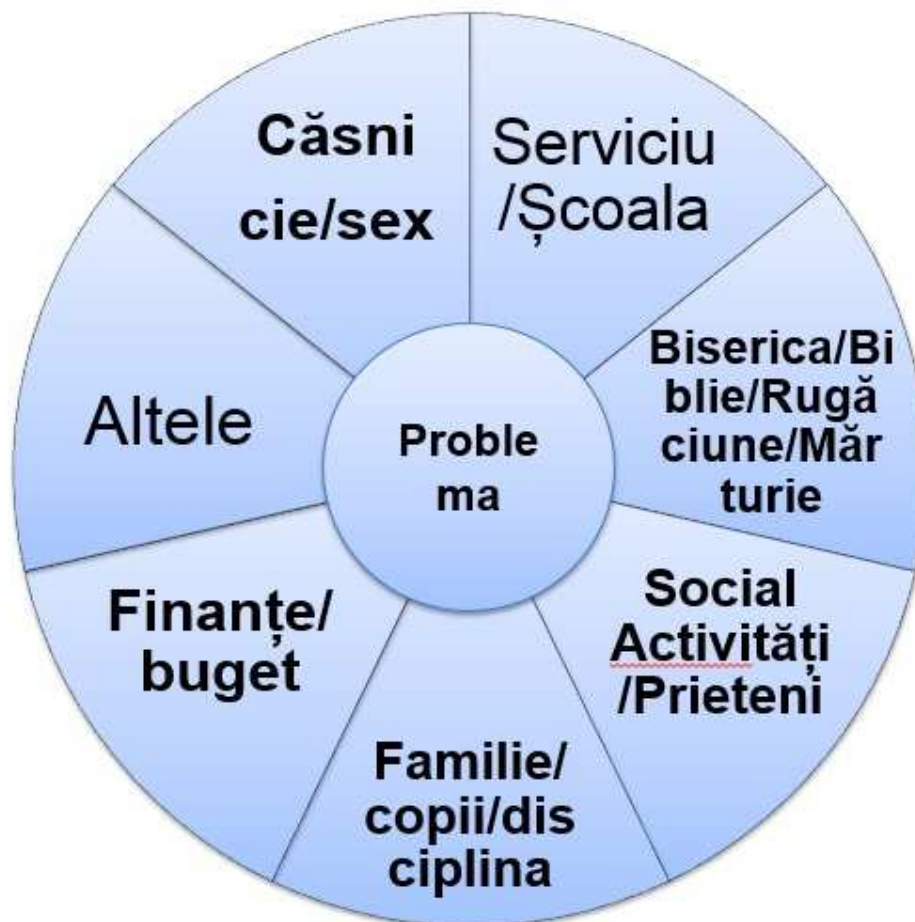 Căsni
cie/sex
Serviciu
/Școala
Biserica/Bi
blie/Rugă
ciune/Măr
turie
Social
Activități
/Prieteni
Familie/
copii/dis
ciplina
Finanțe/
buget
Altele
Proble
ma